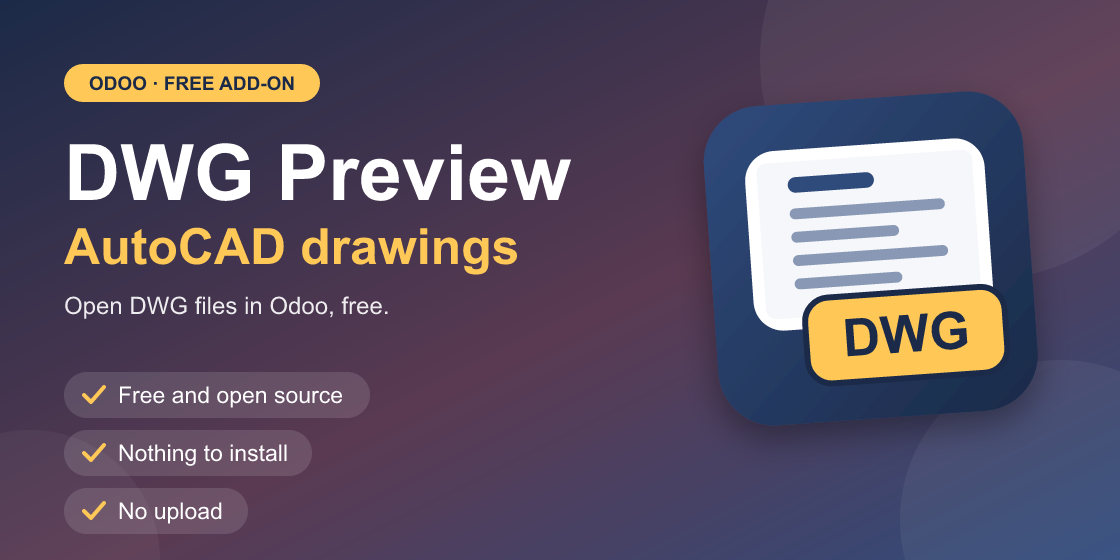 ODOO · FREE ADD-ON
DWG Preview
AutoCAD drawings
Open DWG files in Odoo, free.
Free and open source
Nothing to install
No upload
DWG